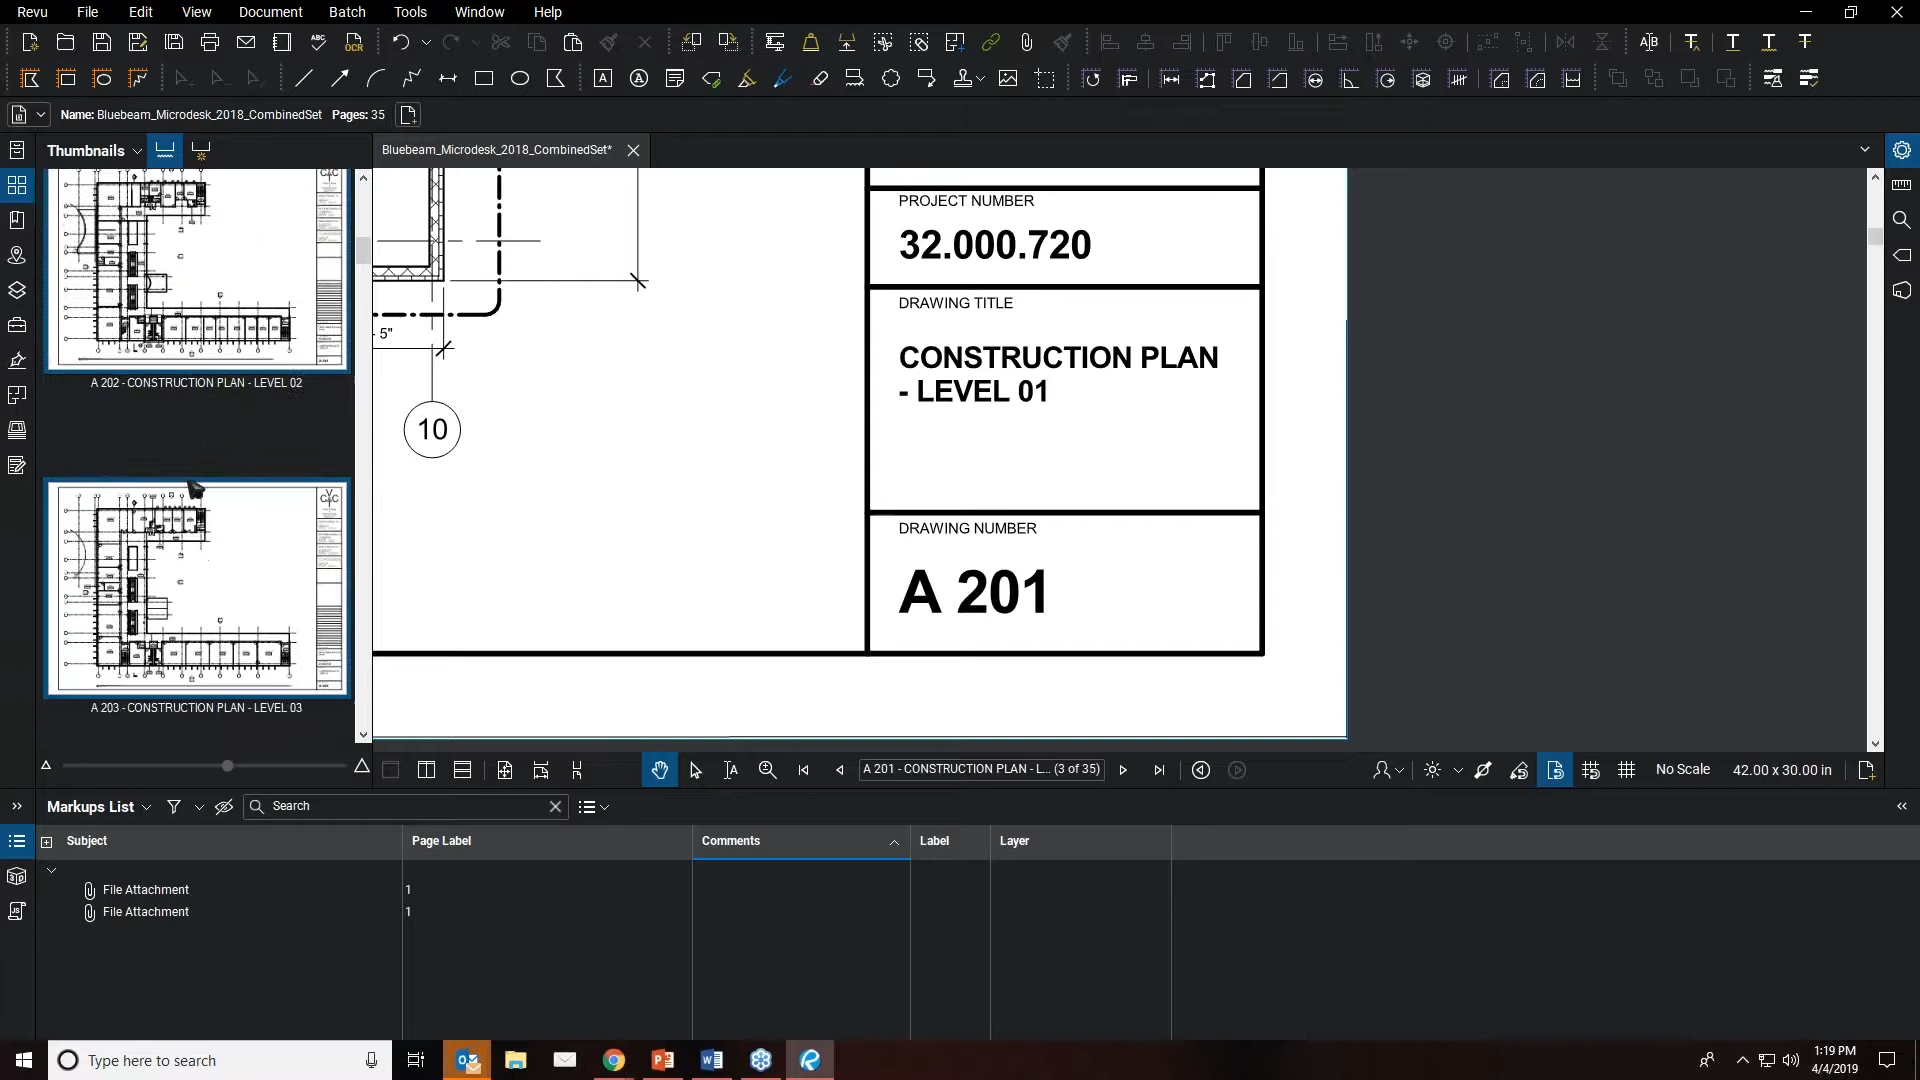 Revu File Edit View Document Batch Tools Window Help
ABC
OCR
Name: Bluebeam_Microdesk_2018_CombinedSet Pages: 35
Thumbnails
Bluebeam_Microdesk_2018_CombinedSet*
PROJECT NUMBER
32.000.720
DRAWING TITLE
CONSTRUCTION PLAN
- LEVEL 01
5"
10
A 202 - CONSTRUCTION PLAN - LEVEL 02
DRAWING NUMBER
A 201
A 203 - CONSTRUCTION PLAN - LEVEL 03
A 201 - CONSTRUCTION PLAN - L... (3 of 35)
No Scale
42.00 x 30.00 in
Markups List
Search
Subject Page Label Comments Label Layer
File Attachment 1
File Attachment 1
Type here to search
1:19 PM
4/4/2019